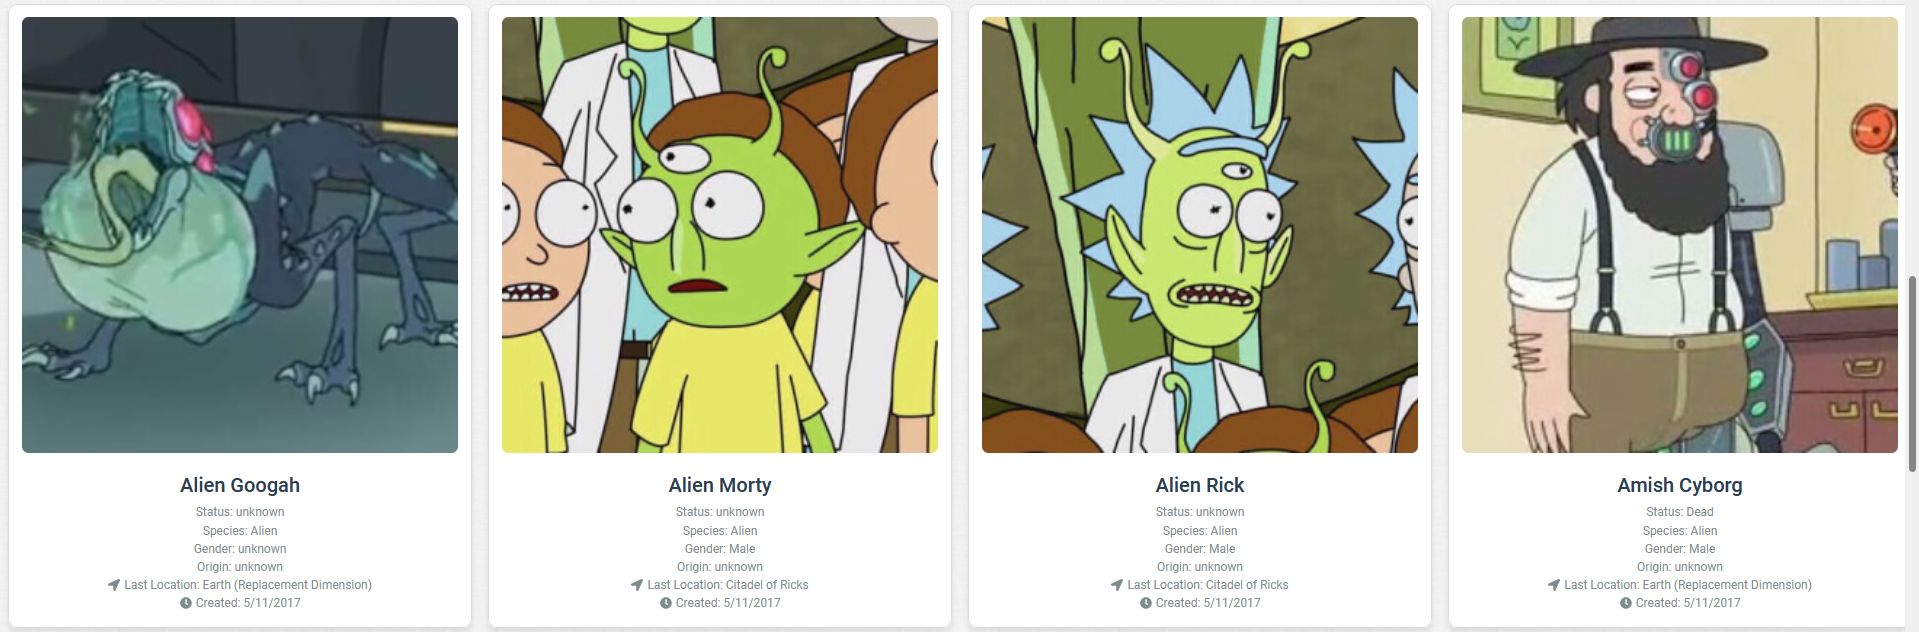 Alien Googah
Status: unknown
Species: Alien
Gender: unknown
Origin: unknown
Last Location: Earth (Replacement Dimension)
Created: 5/11/2017
Alien Morty
Status: unknown
Species: Alien
Gender: Male
Origin: unknown
Last Location: Citadel of Ricks
Created: 5/11/2017
Alien Rick
Status: unknown
Species: Alien
Gender: Male
Origin: unknown
Last Location: Citadel of Ricks
Created: 5/11/2017
Amish Cyborg
Status: Dead
Species: Alien
Gender: Male
Origin: unknown
Last Location: Earth (Replacement Dimension)
Created: 5/11/2017